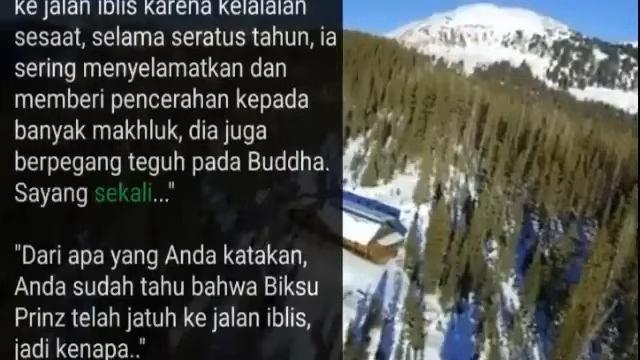 ke jalan iblis karena kelalaian
sesaat, selama seratus tahun, ia
sering menyelamatkan dan
memberi pencerahan kepada
banyak makhluk, dia juga
berpegang teguh pada Buddha.
Sayang sekali..."
"Dari apa yang Anda katakan,
Anda sudah tahu bahwa Biksu
Prinz telah jatuh ke jalan iblis,
jadi kenapa.."